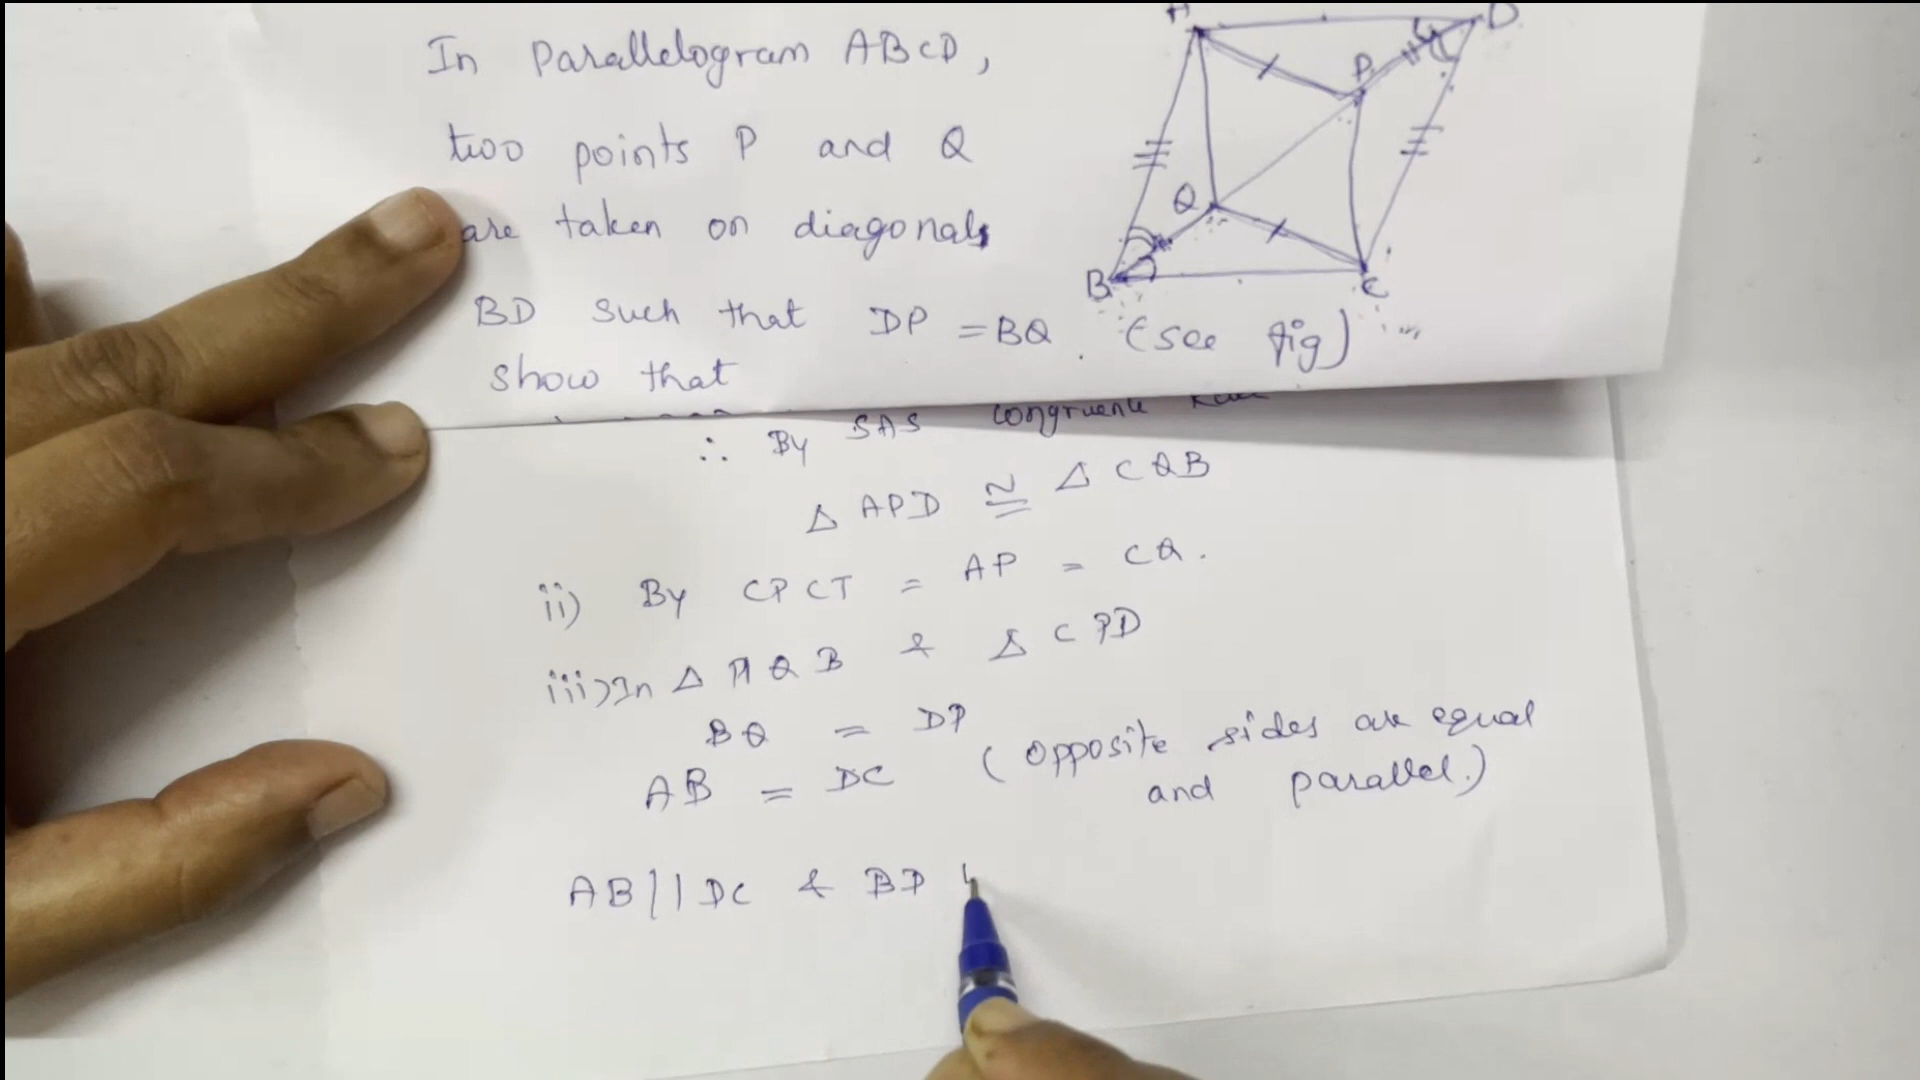 In Parallelogram ABCD,
two points P and Q
are taken on diagonals
BD such that DP = BQ. (see fig)
show that
A
D
P
Q
B
C
∴ By SAS congruence
Δ APD ≅ Δ CQB
ii) By CPCT = AP = CQ.
iii) In Δ AQB & Δ CPD
BQ = DP
AB = DC (opposite sides are equal
and parallel.)
AB || DC & BD